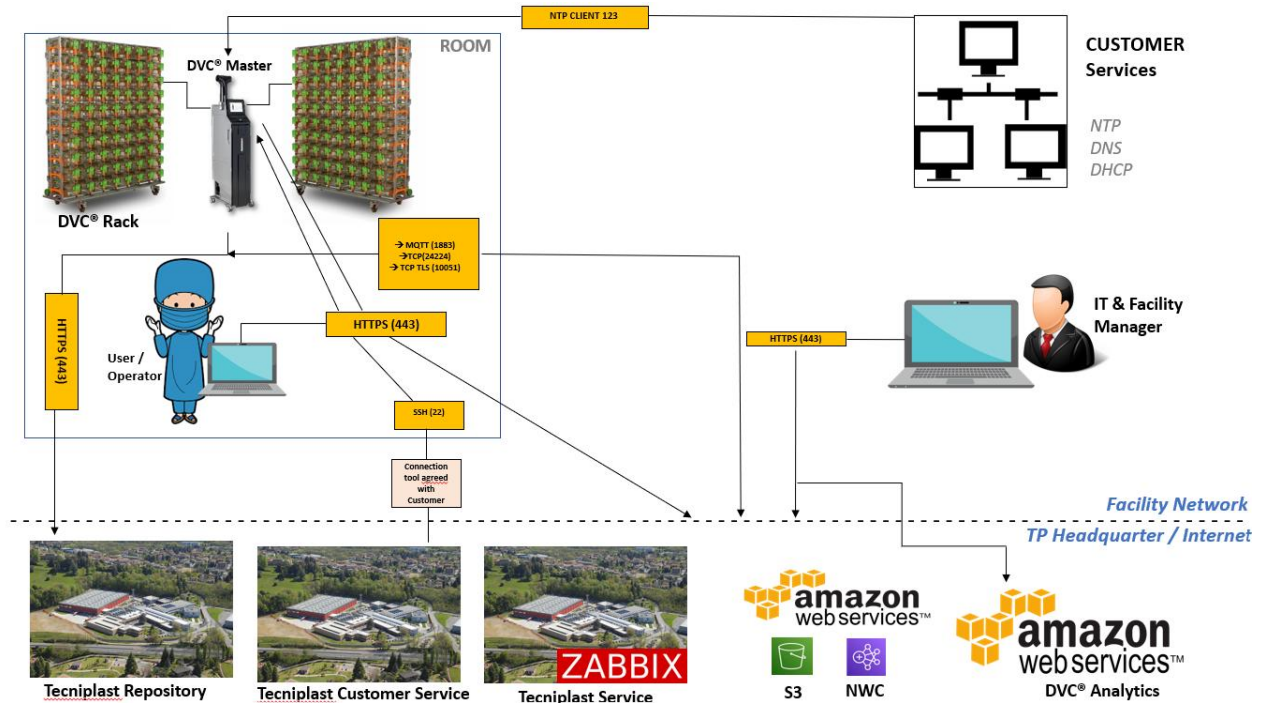 NTP CLIENT 123
ROOM
DVC® Master
CUSTOMER
Services
NTP
DNS
DHCP
DVC® Rack
→ MQTT (1883)
→TCP(24224)
→ TCP TLS (10051)
HTTPS (443)
User /
Operator
HTTPS (443)
SSH (22)
Connection
tool agreed
with
Customer
HTTPS (443)
IT & Facility
Manager
Facility Network
TP Headquarter / Internet
Tecniplast Repository
Tecniplast Customer Service
ZABBIX
Tecniplast Service
amazon
web services™
S3
NWC
amazon
web services™
DVC® Analytics